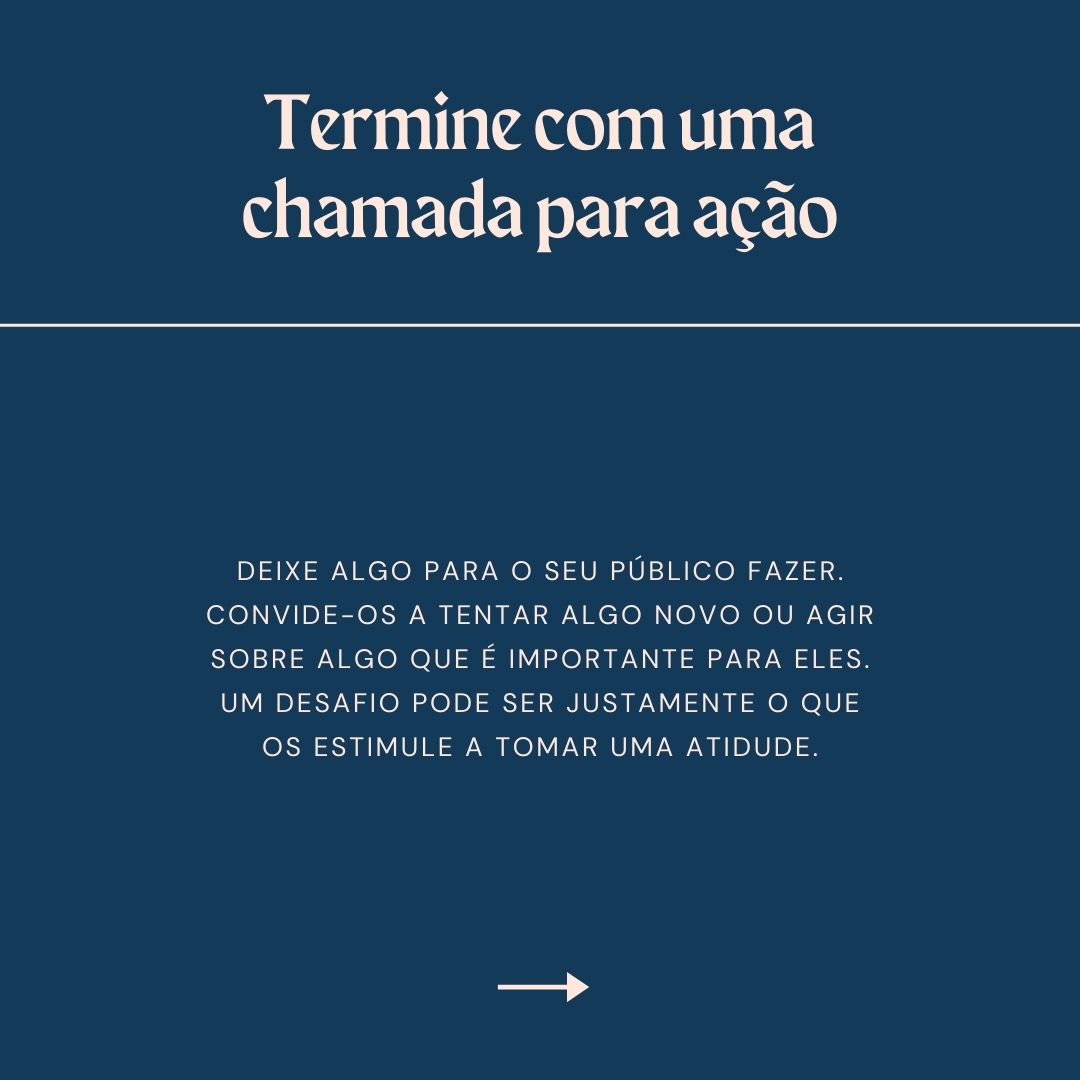 Termine com uma
chamada para ação
DEIXE ALGO PARA O SEU PÚBLICO FAZER.
CONVIDE-OS A TENTAR ALGO NOVO OU AGIR
SOBRE ALGO QUE É IMPORTANTE PARA ELES.
UM DESAFIO PODE SER JUSTAMENTE O QUE
OS ESTIMULE A TOMAR UMA ATIDUDE.